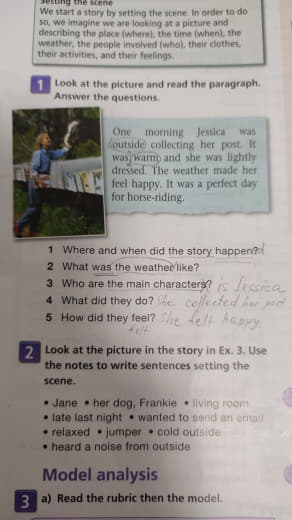 Setting the scene
We start a story by setting the scene. In order to do
so, we imagine we are looking at a picture and
describing the place (where), the time (when), the
weather, the people involved (who), their clothes,
their activities, and their feelings.
1 Look at the picture and read the paragraph.
Answer the questions.
One morning Jessica was
outside collecting her post. It
was warm and she was lightly
dressed. The weather made her
feel happy. It was a perfect day
for horse-riding.
1 Where and when did the story happen?
2 What was the weather like?
3 Who are the main characters? is Jessica
4 What did they do? She collected her post
5 How did they feel? She felt happy
felt
2 Look at the picture in the story in Ex. 3. Use
the notes to write sentences setting the
scene.
• Jane • her dog, Frankie • living room
• late last night • wanted to send an email
• relaxed • jumper • cold outside
• heard a noise from outside
Model analysis
3 a) Read the rubric then the model.